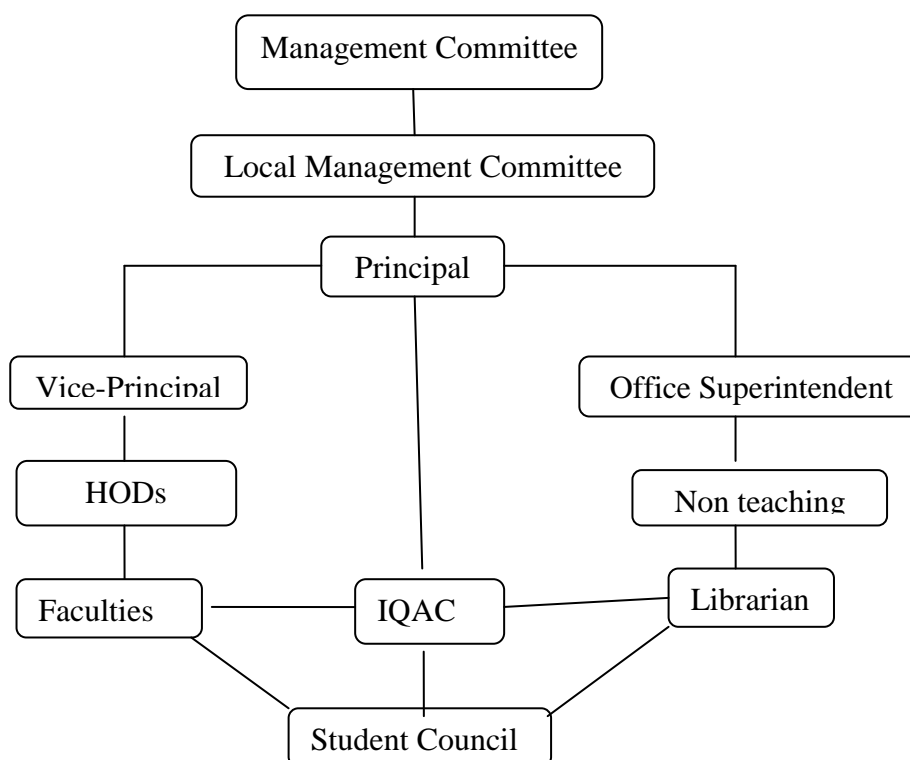 Management Committee
Local Management Committee
Principal
Vice-Principal
Office Superintendent
HODs
Non teaching
Faculties
IQAC
Librarian
Student Council